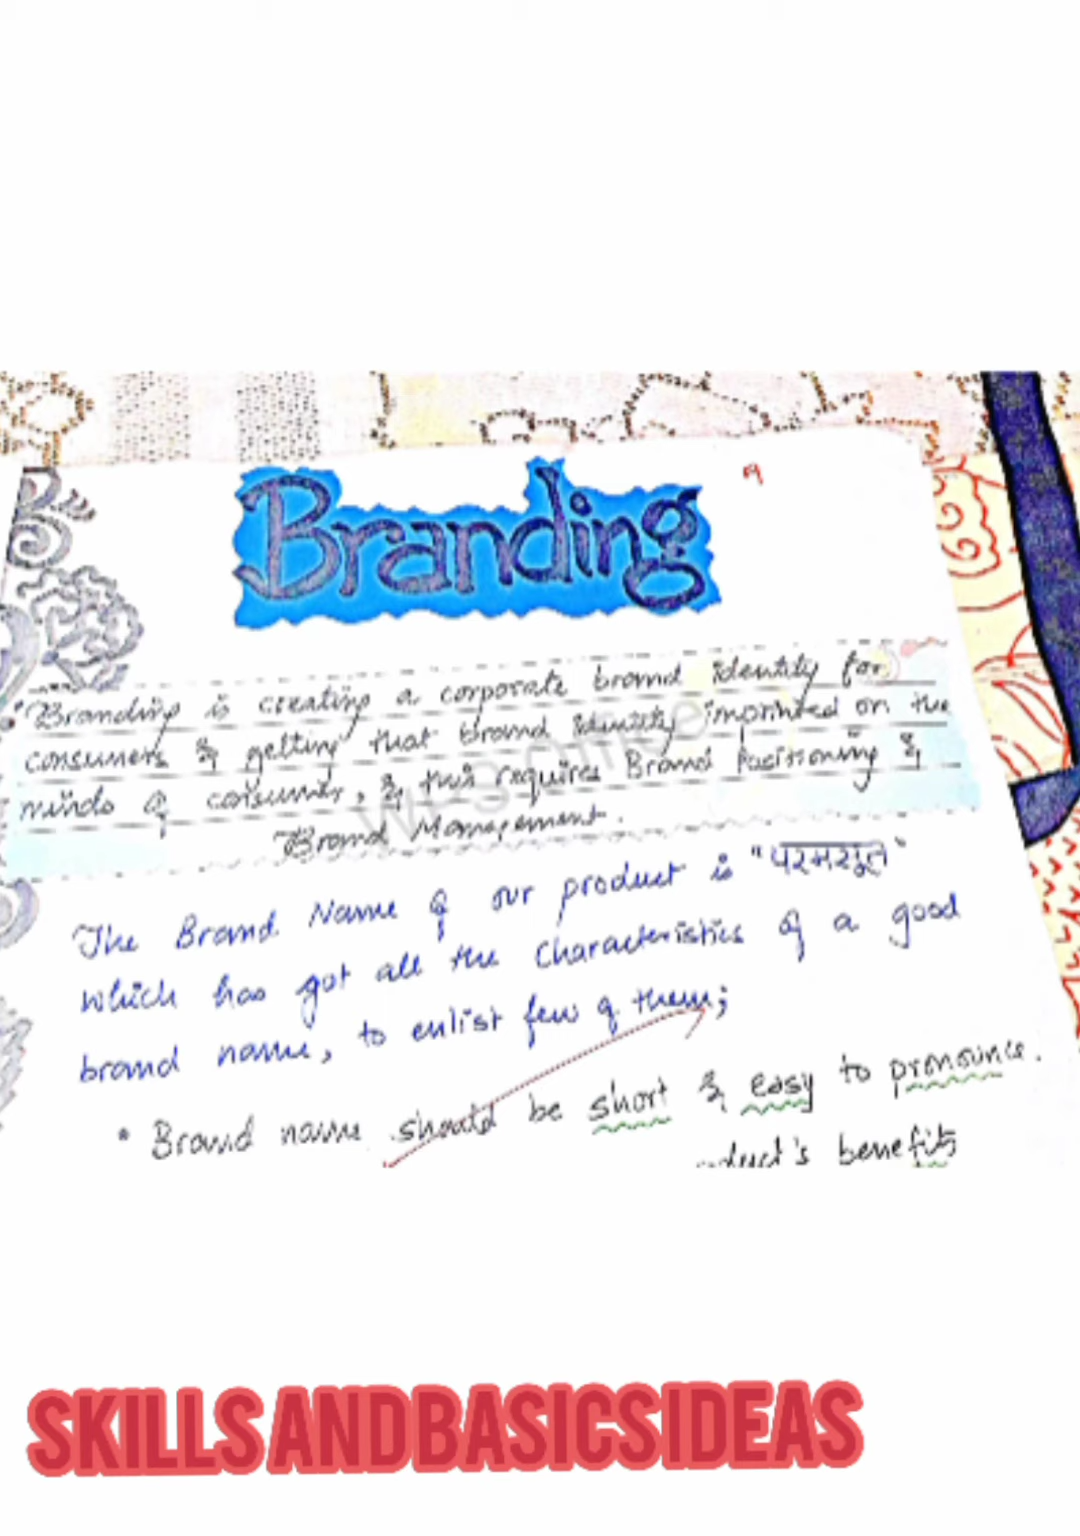 Branding
9
"Branding is creating a corporate brand identity for
consumers & getting that brand identity imprinted on the
minds of consumers, & this requires Brand Positioning &
Brand Management.
The Brand Name of our product is "
which has got all the characteristics of a good
brand name, to enlist few of them;
• Brand name should be short & easy to pronounce.
benefits
WPS Office
SKILLS AND BASICS IDEAS